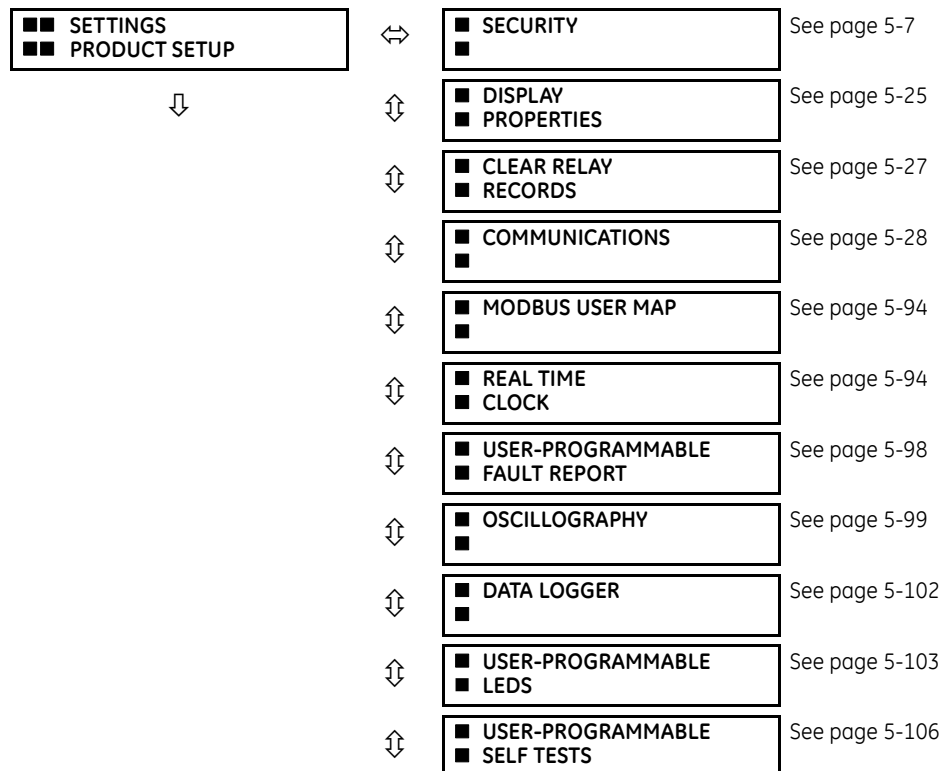 ■■ SETTINGS
■■ PRODUCT SETUP
■ SECURITY
■
See page 5-7
■ DISPLAY
■ PROPERTIES
See page 5-25
■ CLEAR RELAY
■ RECORDS
See page 5-27
■ COMMUNICATIONS
■
See page 5-28
■ MODBUS USER MAP
■
See page 5-94
■ REAL TIME
■ CLOCK
See page 5-94
■ USER-PROGRAMMABLE
■ FAULT REPORT
See page 5-98
■ OSCILLOGRAPHY
■
See page 5-99
■ DATA LOGGER
■
See page 5-102
■ USER-PROGRAMMABLE
■ LEDS
See page 5-103
■ USER-PROGRAMMABLE
■ SELF TESTS
See page 5-106